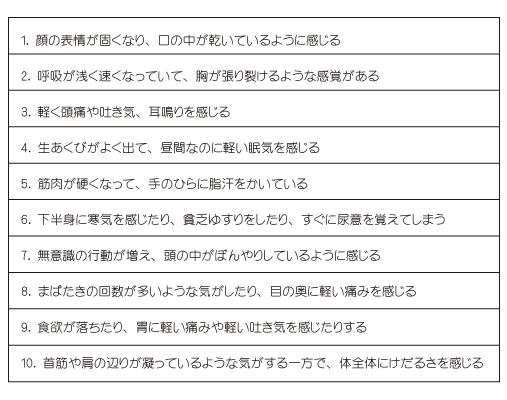 1. 顔の表情が固くなり、口の中が乾いているように感じる
2. 呼吸が浅く速くなっていて、胸が張り裂けるような感覚がある
3. 軽く頭痛や吐き気、耳鳴りを感じる
4. 生あくびがよく出て、昼間なのに軽い眠気を感じる
5. 筋肉が硬くなって、手のひらに脂汗をかいている
6. 下半身に寒気を感じたり、貧乏ゆすりをしたり、すぐに尿意を覚えてしまう
7. 無意識の行動が増え、頭の中がぼんやりしているように感じる
8. まばたきの回数が多いような気がしたり、目の奥に軽い痛みを感じる
9. 食欲が落ちたり、胃に軽い痛みや軽い吐き気を感じたりする
10. 首筋や肩の辺りが凝っているような気がする一方で、体全体にけだるさを感じる